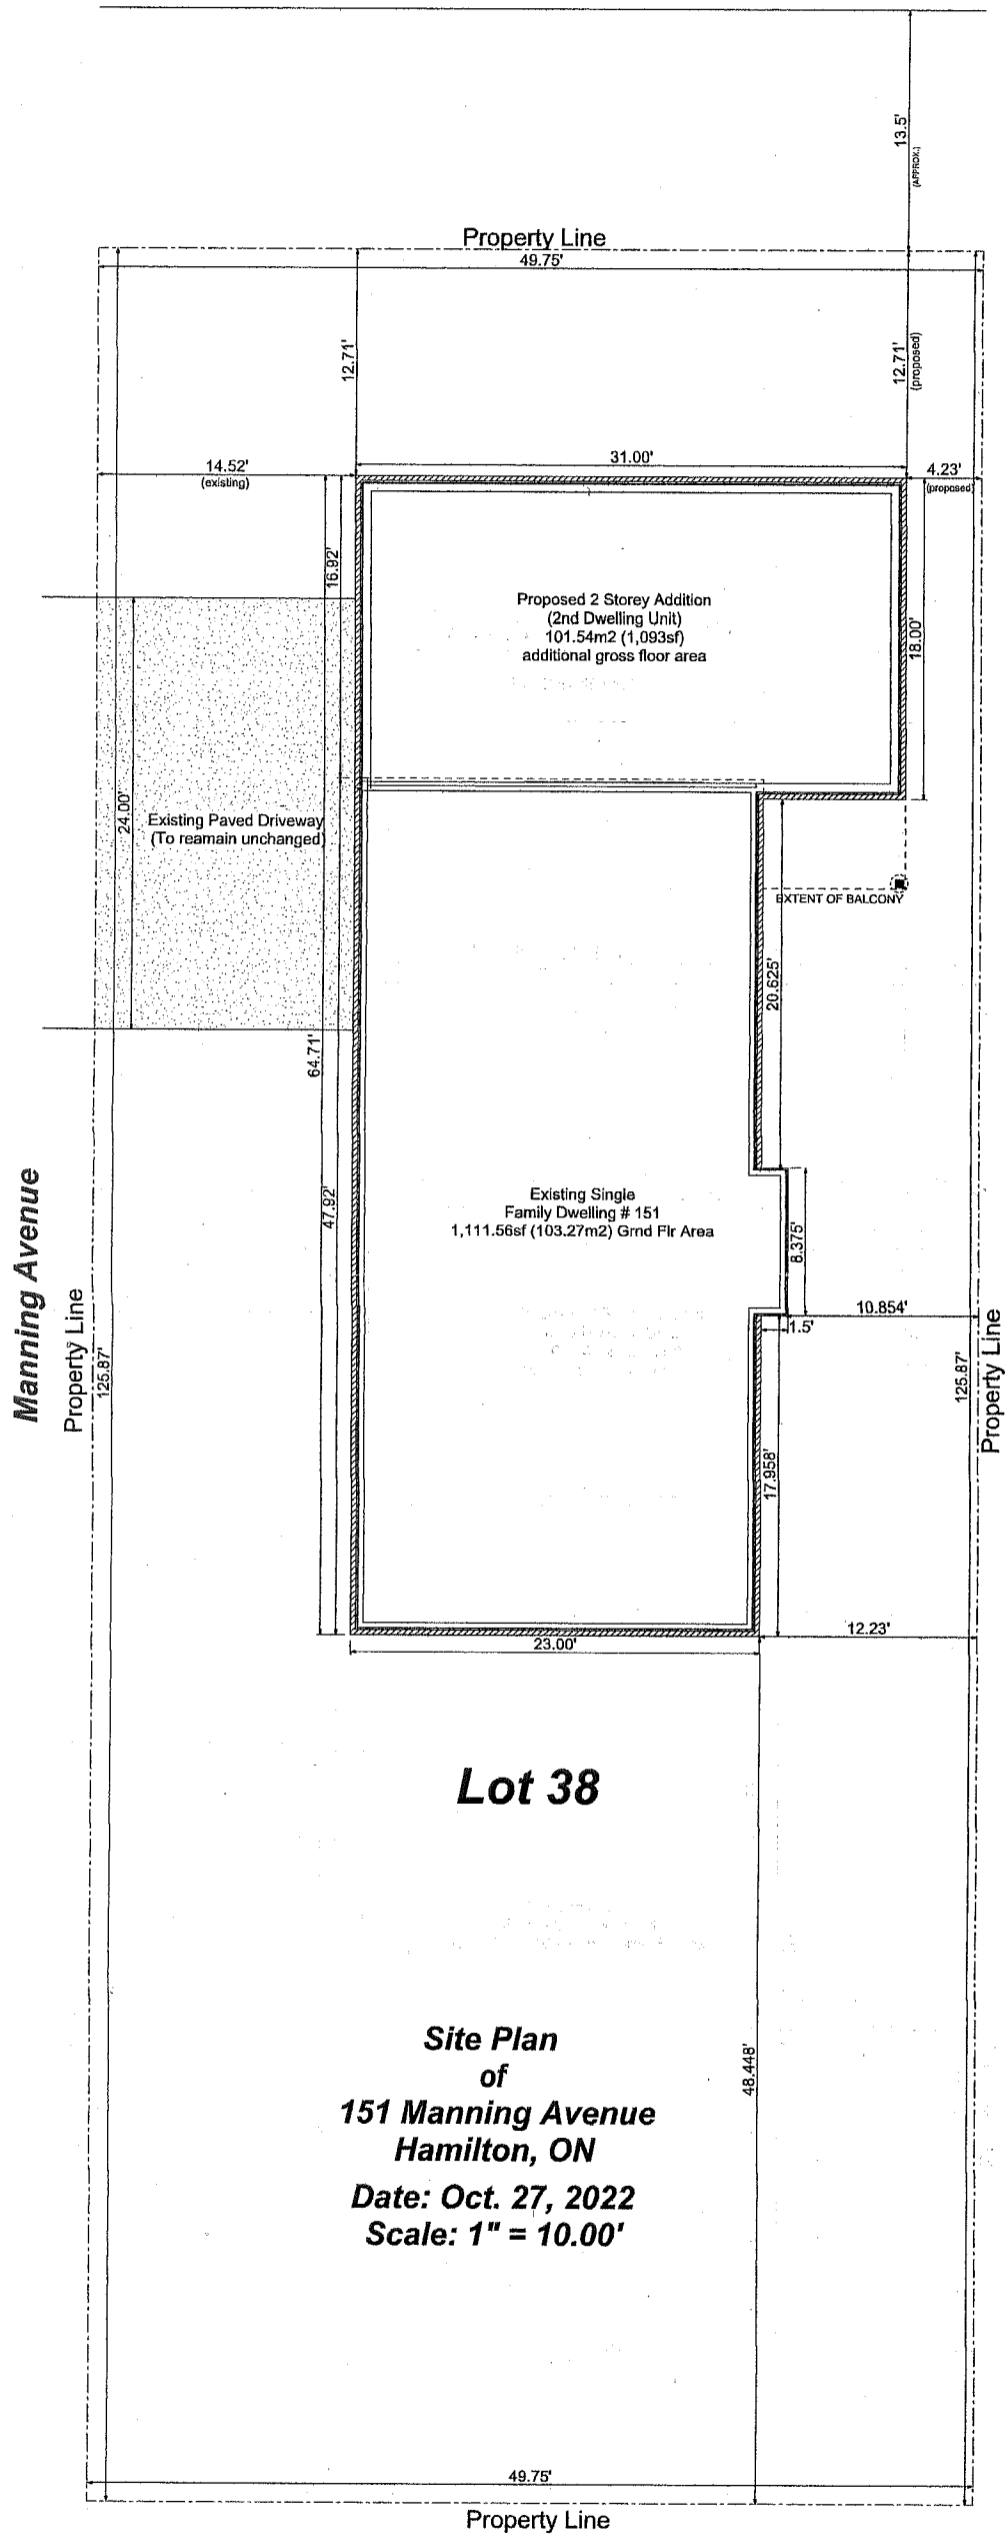 13.5'
(APPROX.)
Property Line
49.75'
12.71'
12.71'
(proposed)
14.52'
(existing)
31.00'
4.23'
(proposed)
16.92'
Proposed 2 Storey Addition
(2nd Dwelling Unit)
101.54m2 (1,093sf)
additional gross floor area
18.00'
24.00'
Existing Paved Driveway
(To reamain unchanged)
EXTENT OF BALCONY
20.625'
64.71'
47.92'
Existing Single
Family Dwelling # 151
1,111.56sf (103.27m2) Grnd Flr Area
8.375'
10.854'
1.5'
Manning Avenue
Property Line
125.87'
125.87'
Property Line
17.958'
23.00'
12.23'
Lot 38
48.448'
Site Plan
of
151 Manning Avenue
Hamilton, ON
Date: Oct. 27, 2022
Scale: 1" = 10.00'
49.75'
Property Line